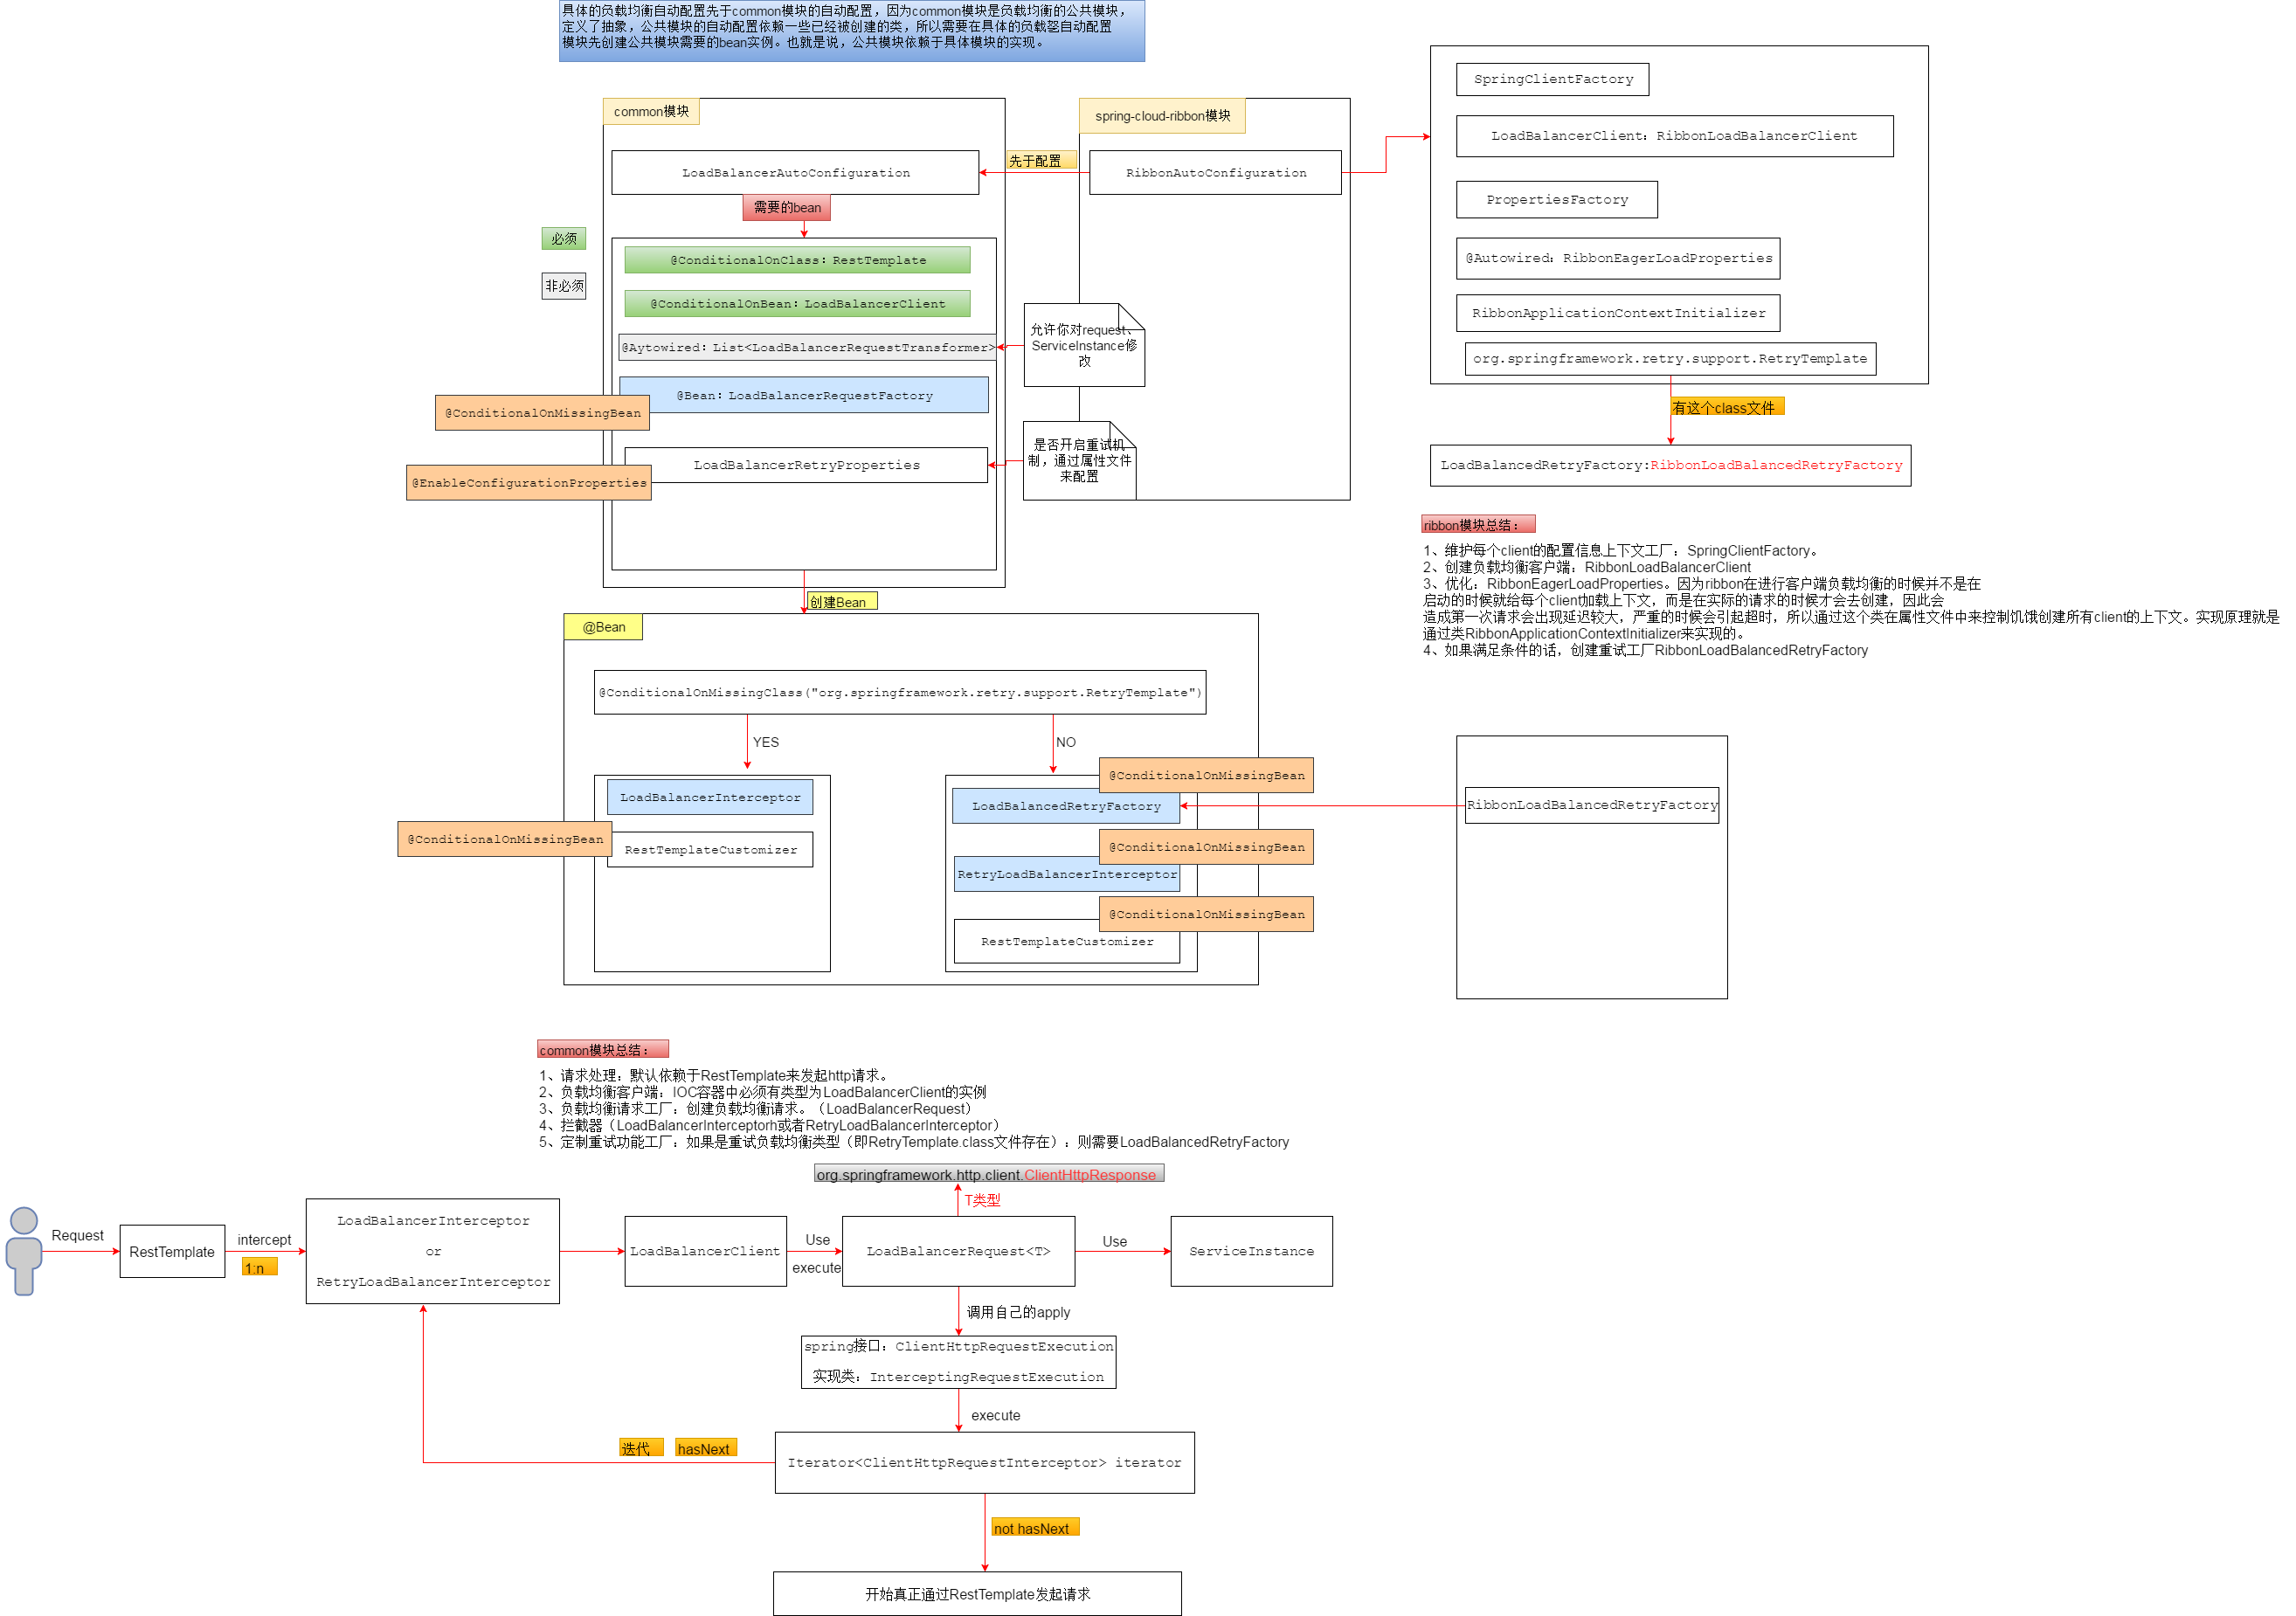 具体的负载均衡自动配置先于common模块的自动配置，因为common模块是负载均衡的公共模块，
定义了抽象，公共模块的自动配置依赖一些已经被创建的类，所以需要在具体的负载衮自动配置
模块先创建公共模块需要的bean实例。也就是说，公共模块依赖于具体模块的实现。
common模块
spring-cloud-ribbon模块
LoadBalancerAutoConfiguration
先于配置
RibbonAutoConfiguration
需要的bean
必须
非必须
@ConditionalOnClass：RestTemplate
@ConditionalOnBean：LoadBalancerClient
@Aytowired：List<LoadBalancerRequestTransformer>
允许你对request、
ServiceInstance修
改
@Bean：LoadBalancerRequestFactory
@ConditionalOnMissingBean
LoadBalancerRetryProperties
@EnableConfigurationProperties
是否开启重试机
制，通过属性文件
来配置
SpringClientFactory
LoadBalancerClient：RibbonLoadBalancerClient
PropertiesFactory
@Autowired：RibbonEagerLoadProperties
RibbonApplicationContextInitializer
org.springframework.retry.support.RetryTemplate
有这个class文件
LoadBalancedRetryFactory:RibbonLoadBalancedRetryFactory
ribbon模块总结：
1、维护每个client的配置信息上下文工厂：SpringClientFactory。
2、创建负载均衡客户端：RibbonLoadBalancerClient
3、优化：RibbonEagerLoadProperties。因为ribbon在进行客户端负载均衡的时候并不是在
启动的时候就给每个client加载上下文，而是在实际的请求的时候才会去创建，因此会
造成第一次请求会出现延迟较大，严重的时候会引起超时，所以通过这个类在属性文件中来控制饥饿创建所有client的上下文。实现原理就是
通过类RibbonApplicationContextInitializer来实现的。
4、如果满足条件的话，创建重试工厂RibbonLoadBalancedRetryFactory
创建Bean
@Bean
@ConditionalOnMissingClass("org.springframework.retry.support.RetryTemplate")
YES
NO
LoadBalancerInterceptor
@ConditionalOnMissingBean
RestTemplateCustomizer
@ConditionalOnMissingBean
LoadBalancedRetryFactory
@ConditionalOnMissingBean
RetryLoadBalancerInterceptor
@ConditionalOnMissingBean
RestTemplateCustomizer
RibbonLoadBalancedRetryFactory
common模块总结：
1、请求处理：默认依赖于RestTemplate来发起http请求。
2、负载均衡客户端：IOC容器中必须有类型为LoadBalancerClient的实例
3、负载均衡请求工厂：创建负载均衡请求。（LoadBalancerRequest）
4、拦截器（LoadBalancerInterceptorh或者RetryLoadBalancerInterceptor）
5、定制重试功能工厂：如果是重试负载均衡类型（即RetryTemplate.class文件存在）：则需要LoadBalancedRetryFactory
org.springframework.http.client.ClientHttpResponse
T类型
Request
RestTemplate
intercept
1:n
LoadBalancerInterceptor
or
RetryLoadBalancerInterceptor
LoadBalancerClient
Use
execute
LoadBalancerRequest<T>
Use
ServiceInstance
调用自己的apply
spring接口：ClientHttpRequestExecution
实现类：InterceptingRequestExecution
execute
迭代
hasNext
Iterator<ClientHttpRequestInterceptor> iterator
not hasNext
开始真正通过RestTemplate发起请求